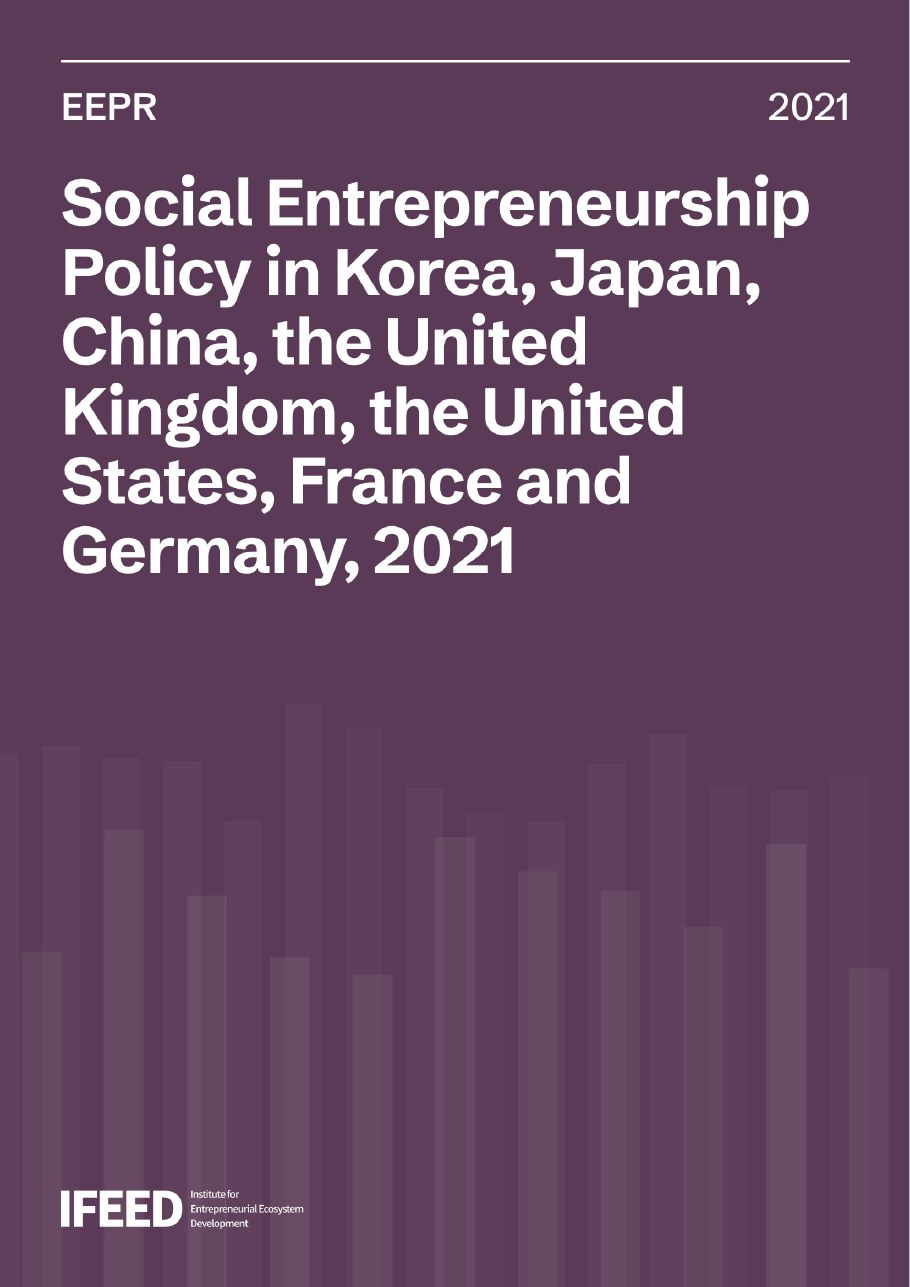 EEPR
2021
Social Entrepreneurship
Policy in Korea, Japan,
China, the United
Kingdom, the United
States, France and
Germany, 2021
IFEED
Institute for
Entrepreneurial Ecosystem
Development